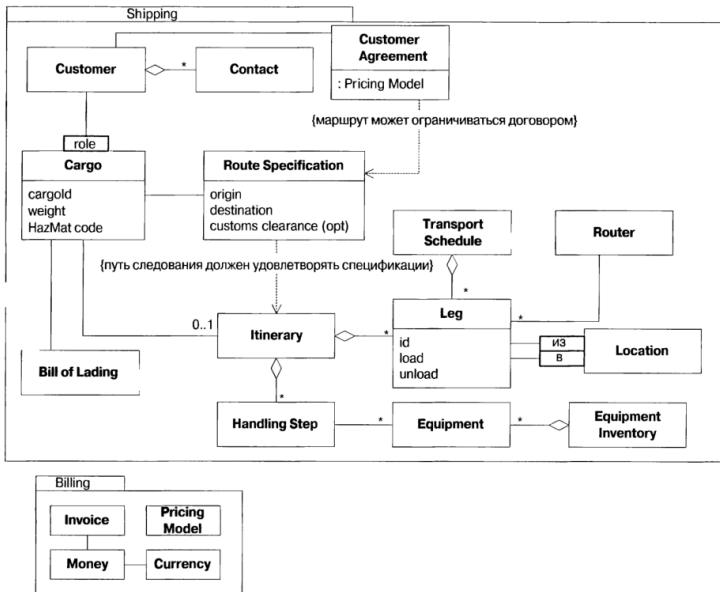 Shipping
Customer
*
Contact
Customer
Agreement
: Pricing Model
{маршрут может ограничиваться договором}
role
Cargo
cargoId
weight
HazMat code
Route Specification
origin
destination
customs clearance (opt)
Transport
Schedule
Router
{путь следования должен удовлетворять спецификации}
*
0..1
Itinerary
*
Leg
id
load
unload
*
из
в
Location
Bill of Lading
*
Handling Step
*
Equipment
*
Equipment
Inventory
Billing
Invoice
Pricing
Model
Money
Currency